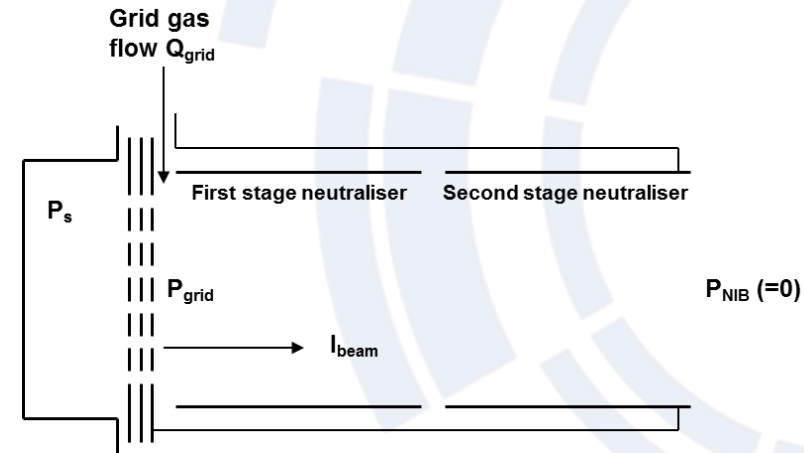 Grid gas
flow Qgrid
First stage neutraliser
Second stage neutraliser
Ps
Pgrid
PNIB (=0)
Ibeam